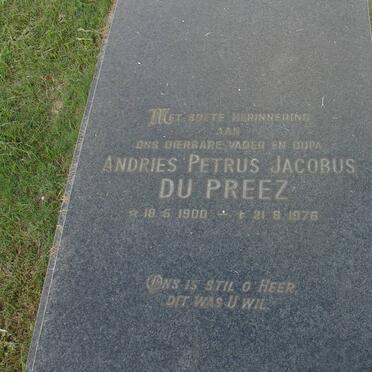 Met soete herinnering
aan
ons dierbare vader en oupa
Andries Petrus Jacobus
du Preez
☆ 18·5·1900 — † 21·8·1976
Ons is stil o' Heer,
dit was U wil